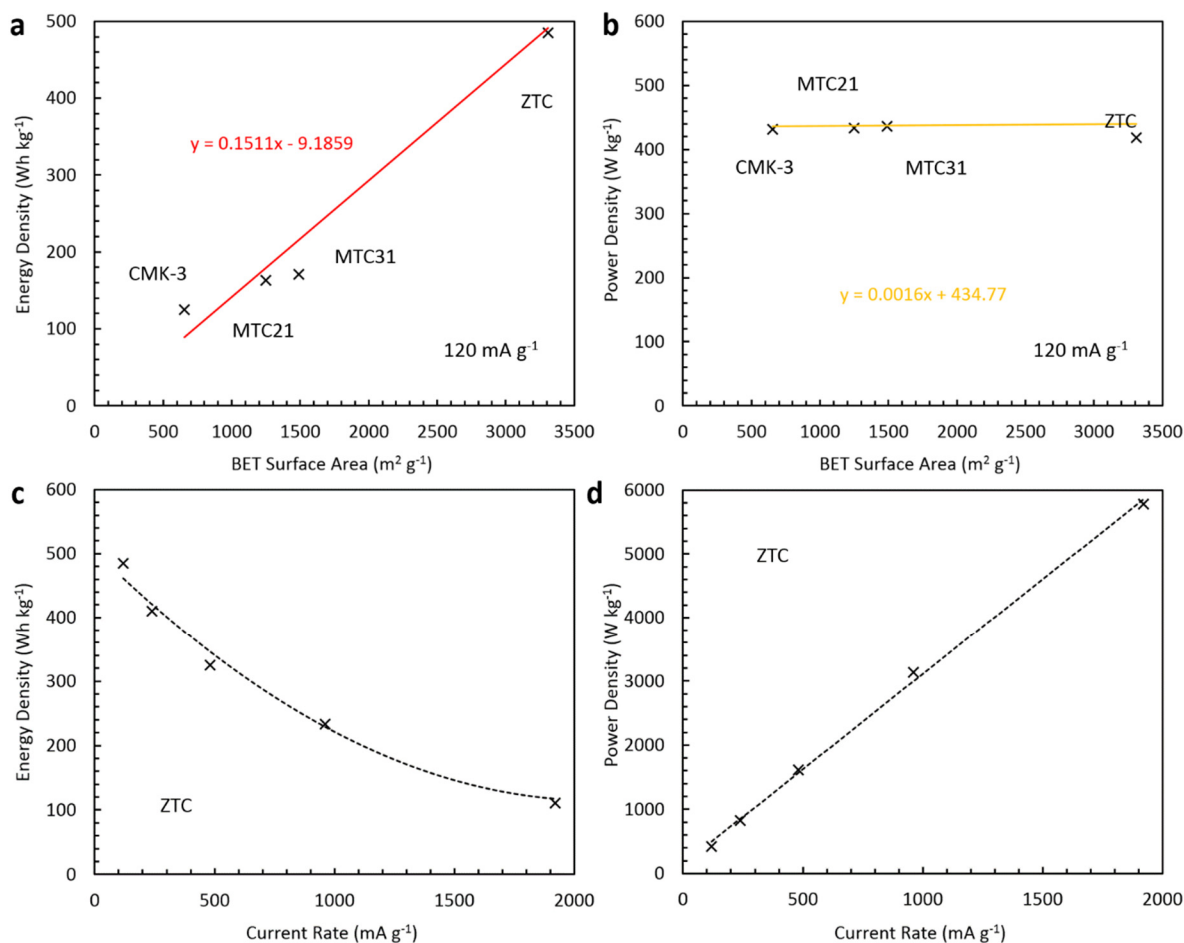 a
Energy Density (Wh kg⁻¹)
500
400
300
200
100
0
ZTC
y = 0.1511x - 9.1859
CMK-3
MTC31
MTC21
120 mA g⁻¹
0 500 1000 1500 2000 2500 3000 3500
BET Surface Area (m² g⁻¹)
b
Power Density (W kg⁻¹)
600
500
400
300
200
100
0
MTC21
ZTC
CMK-3
MTC31
y = 0.0016x + 434.77
120 mA g⁻¹
0 500 1000 1500 2000 2500 3000 3500
BET Surface Area (m² g⁻¹)
c
Energy Density (Wh kg⁻¹)
600
500
400
300
200
100
0
ZTC
0 500 1000 1500 2000
Current Rate (mA g⁻¹)
d
Power Density (W kg⁻¹)
6000
5000
4000
3000
2000
1000
0
ZTC
0 500 1000 1500 2000
Current Rate (mA g⁻¹)